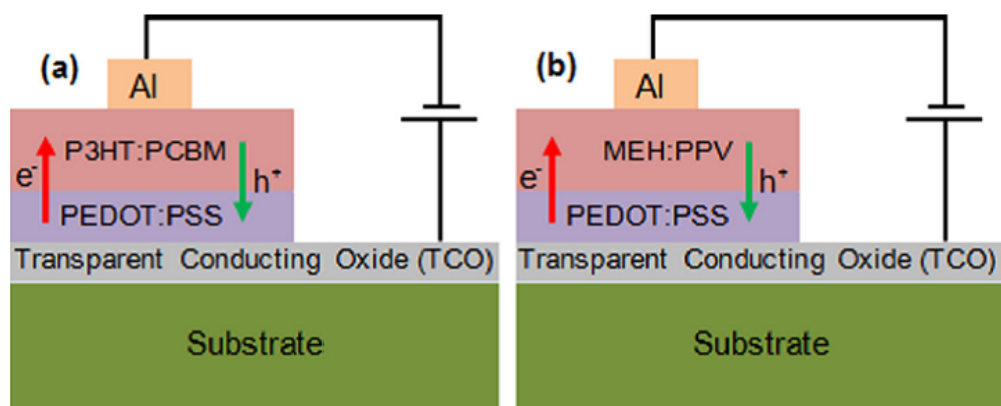 (a)
Al
P3HT:PCBM
e⁻
h⁺
PEDOT:PSS
Transparent Conducting Oxide (TCO)
Substrate
(b)
Al
MEH:PPV
e⁻
h⁺
PEDOT:PSS
Transparent Conducting Oxide (TCO)
Substrate